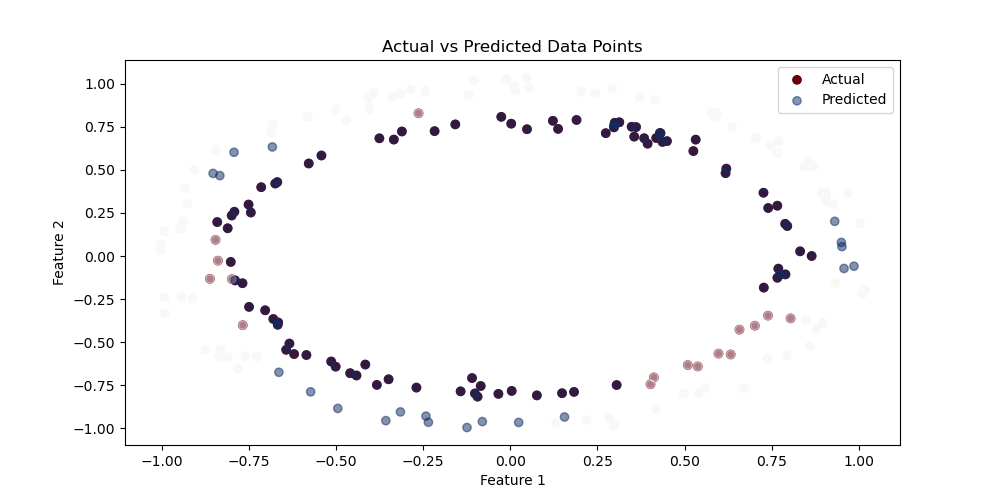 Actual vs Predicted Data Points
Actual
Predicted
1.00
0.75
0.50
0.25
0.00
−0.25
−0.50
−0.75
−1.00
Feature 2
−1.00 −0.75 −0.50 −0.25 0.00 0.25 0.50 0.75 1.00
Feature 1